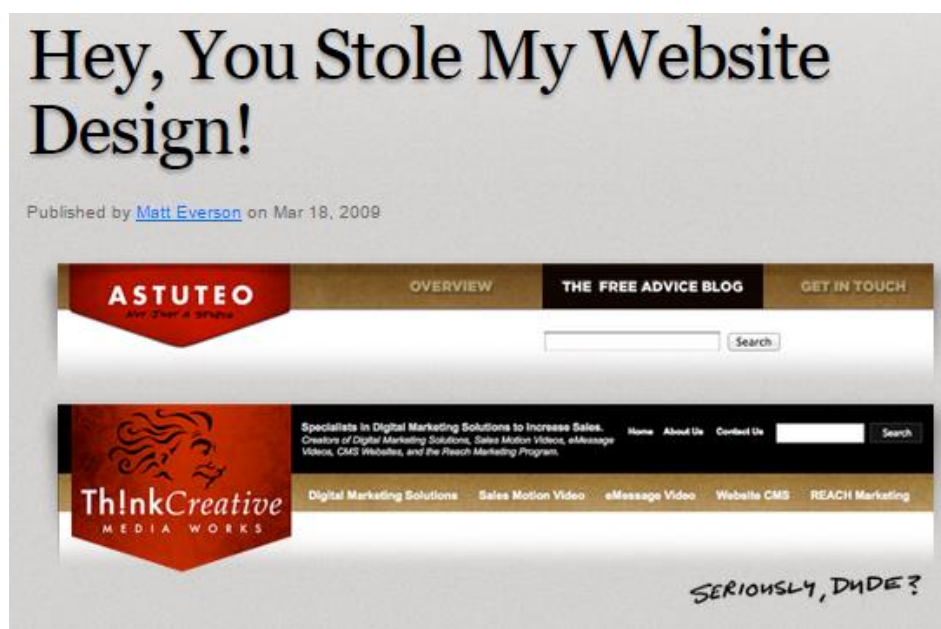 Hey, You Stole My Website
Design!
Published by Matt Everson on Mar 18, 2009
ASTUTEO
Not Just A Studio
OVERVIEW
THE FREE ADVICE BLOG
GET IN TOUCH
Search
Specialists in Digital Marketing Solutions to Increase Sales.
Creators of Digital Marketing Solutions, Sales Motion Videos, eMessage
Videos, CMS Websites, and the Reach Marketing Program.
Home About Us Contact Us
Search
Th!nkCreative
MEDIA WORKS
Digital Marketing Solutions Sales Motion Video eMessage Video Website CMS REACH Marketing
SERIOUSLY, DUDE?